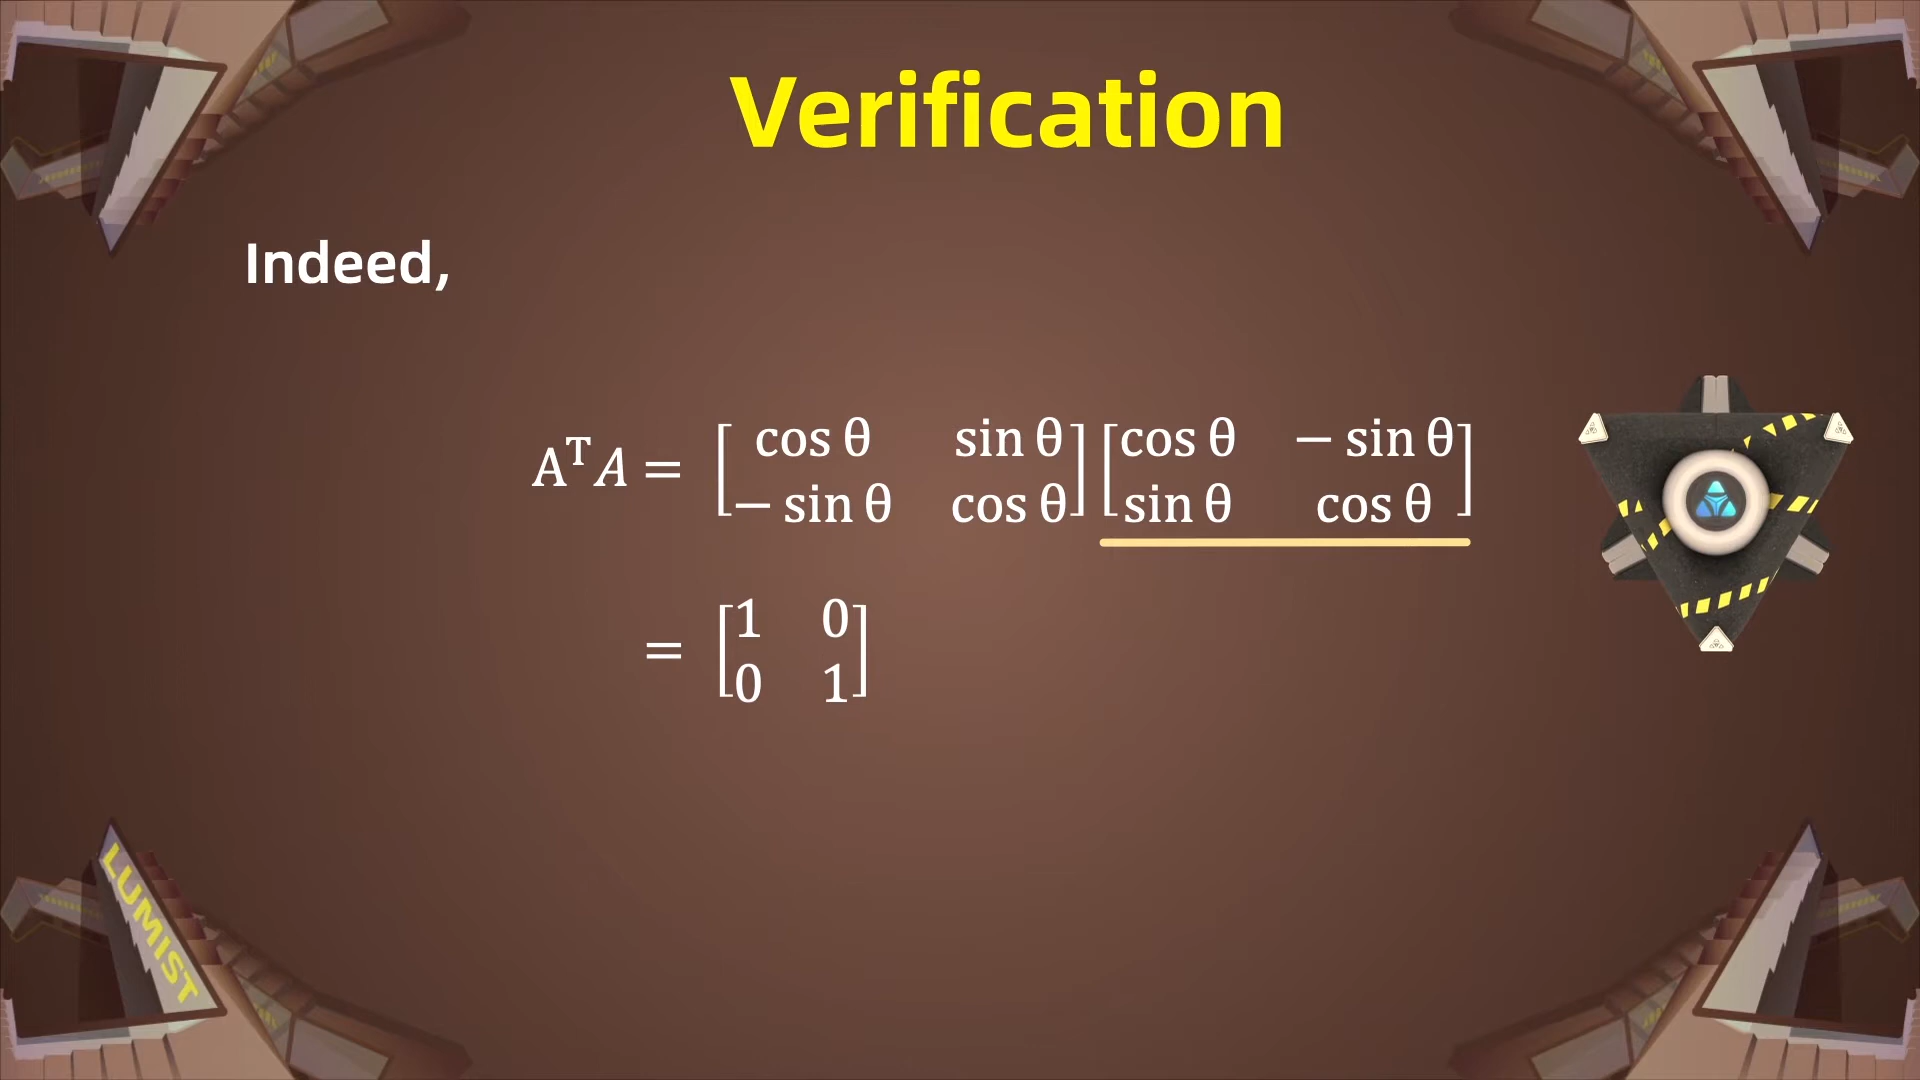 Verification
Indeed,
AᵀA = [cos θ sin θ] [cos θ − sin θ]
[− sin θ cos θ] [sin θ cos θ]
= [1 0]
[0 1]
LUMIST